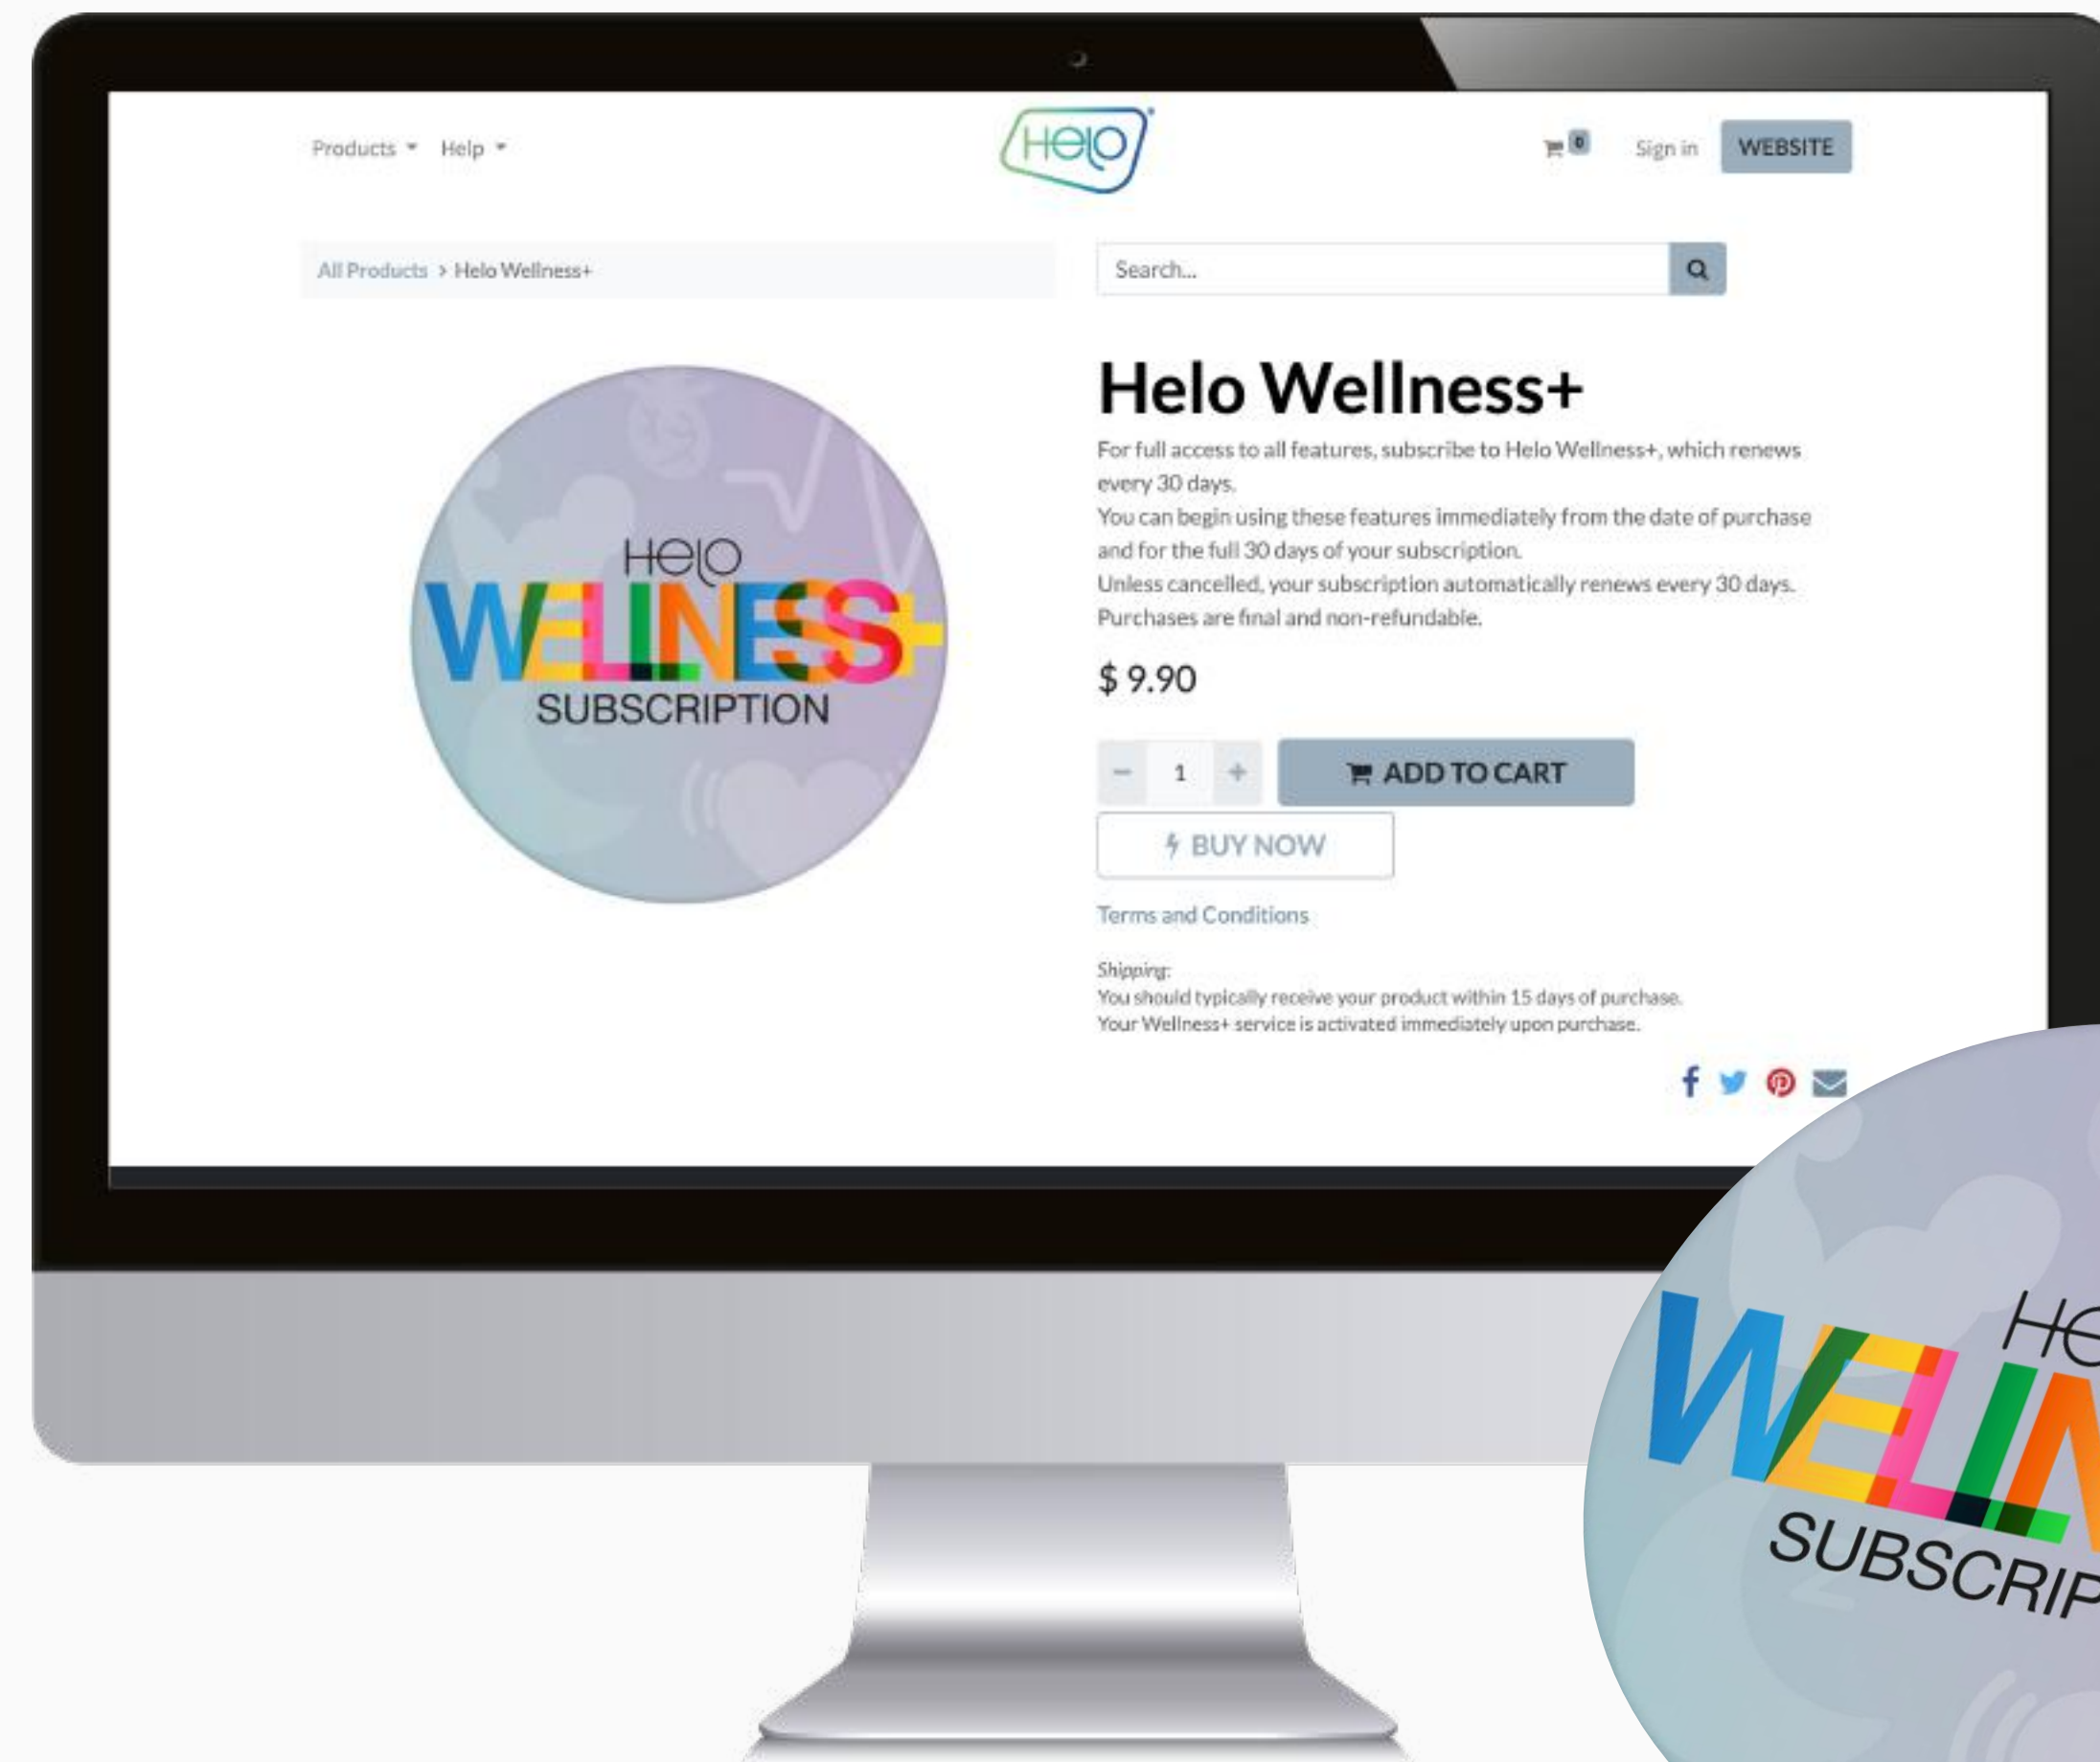 Products Help
Helo
0 Sign in WEBSITE
All Products > Helo Wellness+
Search...
Helo
WELLNESS+
SUBSCRIPTION
Helo Wellness+
For full access to all features, subscribe to Helo Wellness+, which renews
every 30 days.
You can begin using these features immediately from the date of purchase
and for the full 30 days of your subscription.
Unless cancelled, your subscription automatically renews every 30 days.
Purchases are final and non-refundable.
$ 9.90
− 1 + ADD TO CART
BUY NOW
Terms and Conditions
Shipping:
You should typically receive your product within 15 days of purchase.
Your Wellness+ service is activated immediately upon purchase.
He
WELLN
SUBSCRIP